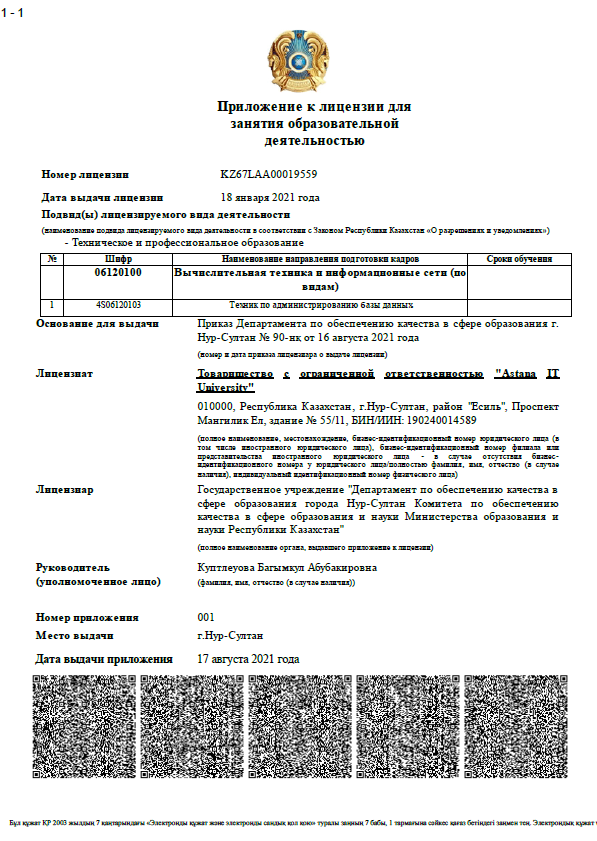 1 - 1
Приложение к лицензии для
занятия образовательной
деятельностью
Номер лицензии KZ67LAA00019559
Дата выдачи лицензии 18 января 2021 года
Подвид(ы) лицензируемого вида деятельности
(наименование подвида лицензируемого вида деятельности в соответствии с Законом Республики Казахстан «О разрешениях и уведомлениях»)
- Техническое и профессиональное образование
№ Шифр Наименование направления подготовки кадров Сроки обучения
06120100 Вычислительная техника и информационные сети (по
видам)
1 4S06120103 Техник по администрированию базы данных
Основание для выдачи Приказ Департамента по обеспечению качества в сфере образования г.
Нур-Султан № 90-нк от 16 августа 2021 года
(номер и дата приказа лицензиара о выдаче лицензии)
Лицензиат Товарищество с ограниченной ответственностью "Astana IT
University"
010000, Республика Казахстан, г.Нур-Султан, район "Есиль", Проспект
Мангилик Ел, здание № 55/11, БИН/ИИН: 190240014589
(полное наименование, местонахождение, бизнес-идентификационный номер юридического лица (в
том числе иностранного юридического лица), бизнес-идентификационный номер филиала или
представительства иностранного юридического лица - в случае отсутствия бизнес-
идентификационного номера у юридического лица/полностью фамилия, имя, отчество (в случае
наличия), индивидуальный идентификационный номер физического лица)
Лицензиар Государственное учреждение "Департамент по обеспечению качества в
сфере образования города Нур-Султан Комитета по обеспечению
качества в сфере образования и науки Министерства образования и
науки Республики Казахстан"
(полное наименование органа, выдавшего приложение к лицензии)
Руководитель Куптлеуова Багымкул Абубакировна
(уполномоченное лицо) (фамилия, имя, отчество (в случае наличия))
Номер приложения 001
Место выдачи г.Нур-Султан
Дата выдачи приложения 17 августа 2021 года
Бұл құжат ҚР 2003 жылдың 7 қаңтарындағы «Электронды құжат және электронды сандық қол қою» туралы заңның 7 бабы, 1 тармағына сәйкес қағаз бетіндегі заңмен тең. Электрондық құжат